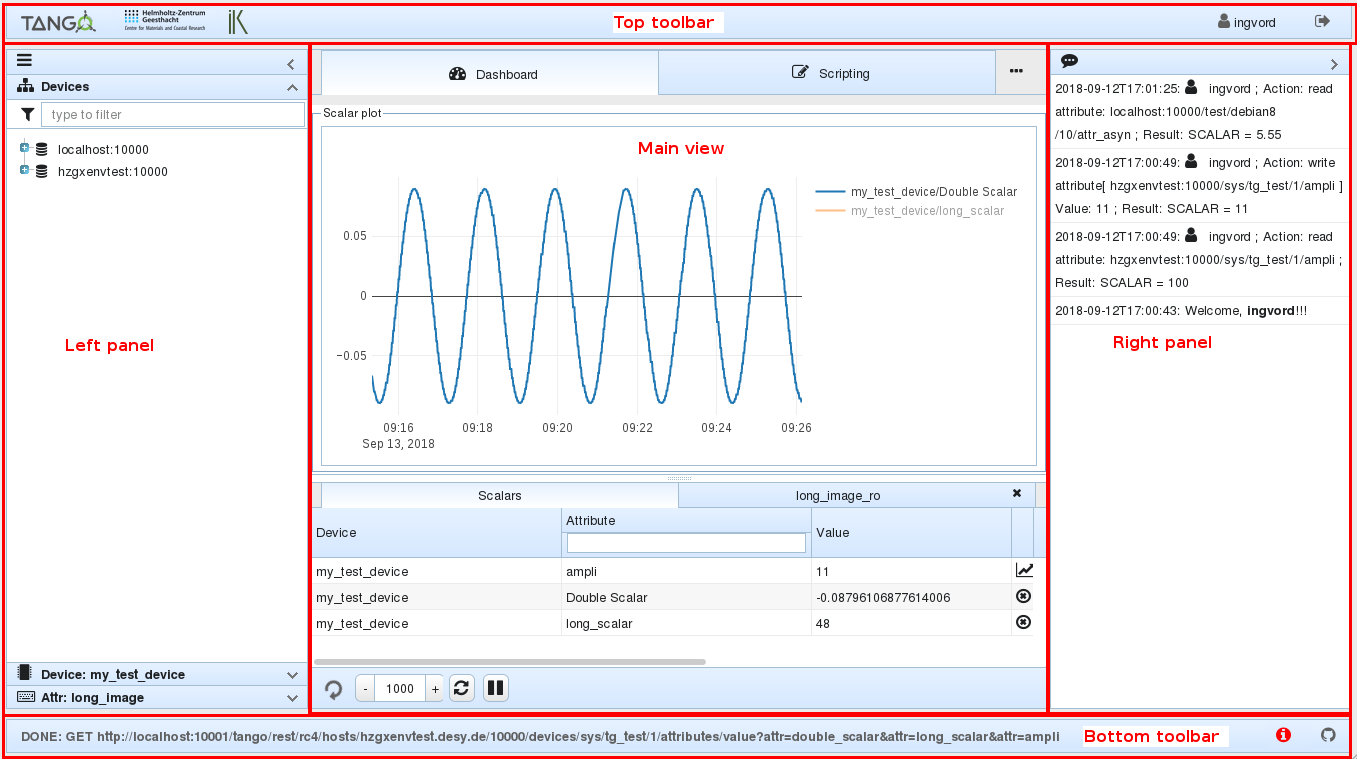 TANGO
Helmholtz-Zentrum
Geesthacht
Centre for Materials and Coastal Research
IK
Top toolbar
ingvord
Devices
type to filter
localhost:10000
hzgxenvtest:10000
Left panel
Device: my_test_device
Attr: long_image
Dashboard
Scripting
Scalar plot
Main view
my_test_device/Double Scalar
my_test_device/long_scalar
0.05
0
−0.05
09:16
09:18
09:20
09:22
09:24
09:26
Sep 13, 2018
Scalars
long_image_ro
Device
Attribute
Value
my_test_device ampli 11
my_test_device Double Scalar -0.08796106877614006
my_test_device long_scalar 48
- 1000 +
2018-09-12T17:01:25: ingvord ; Action: read
attribute: localhost:10000/test/debian8
/10/attr_asyn ; Result: SCALAR = 5.55
2018-09-12T17:00:49: ingvord ; Action: write
attribute[ hzgxenvtest:10000/sys/tg_test/1/ampli ]
Value: 11 ; Result: SCALAR = 11
2018-09-12T17:00:49: ingvord ; Action: read
attribute: hzgxenvtest:10000/sys/tg_test/1/ampli ;
Result: SCALAR = 100
2018-09-12T17:00:43: Welcome, ingvord!!!
Right panel
DONE: GET http://localhost:10001/tango/rest/rc4/hosts/hzgxenvtest.desy.de/10000/devices/sys/tg_test/1/attributes/value?attr=double_scalar&attr=long_scalar&attr=ampli
Bottom toolbar